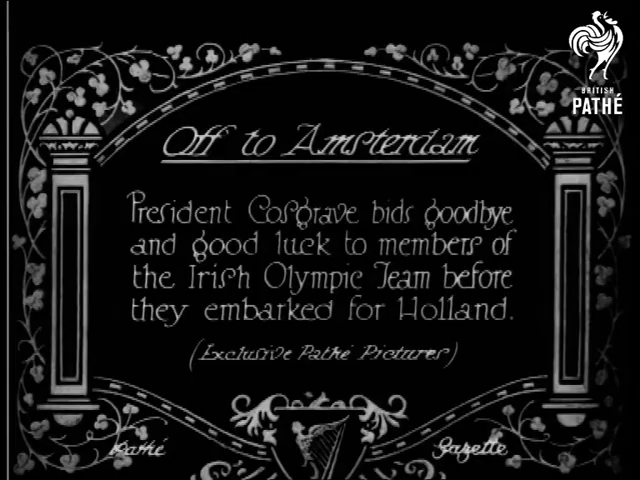 BRITISH
PATHÉ
Off to Amsterdam
President Cosgrave bids goodbye
and good luck to members of
the Irish Olympic Team before
they embarked for Holland.
(Exclusive Pathé Pictures)
Pathé Gazette